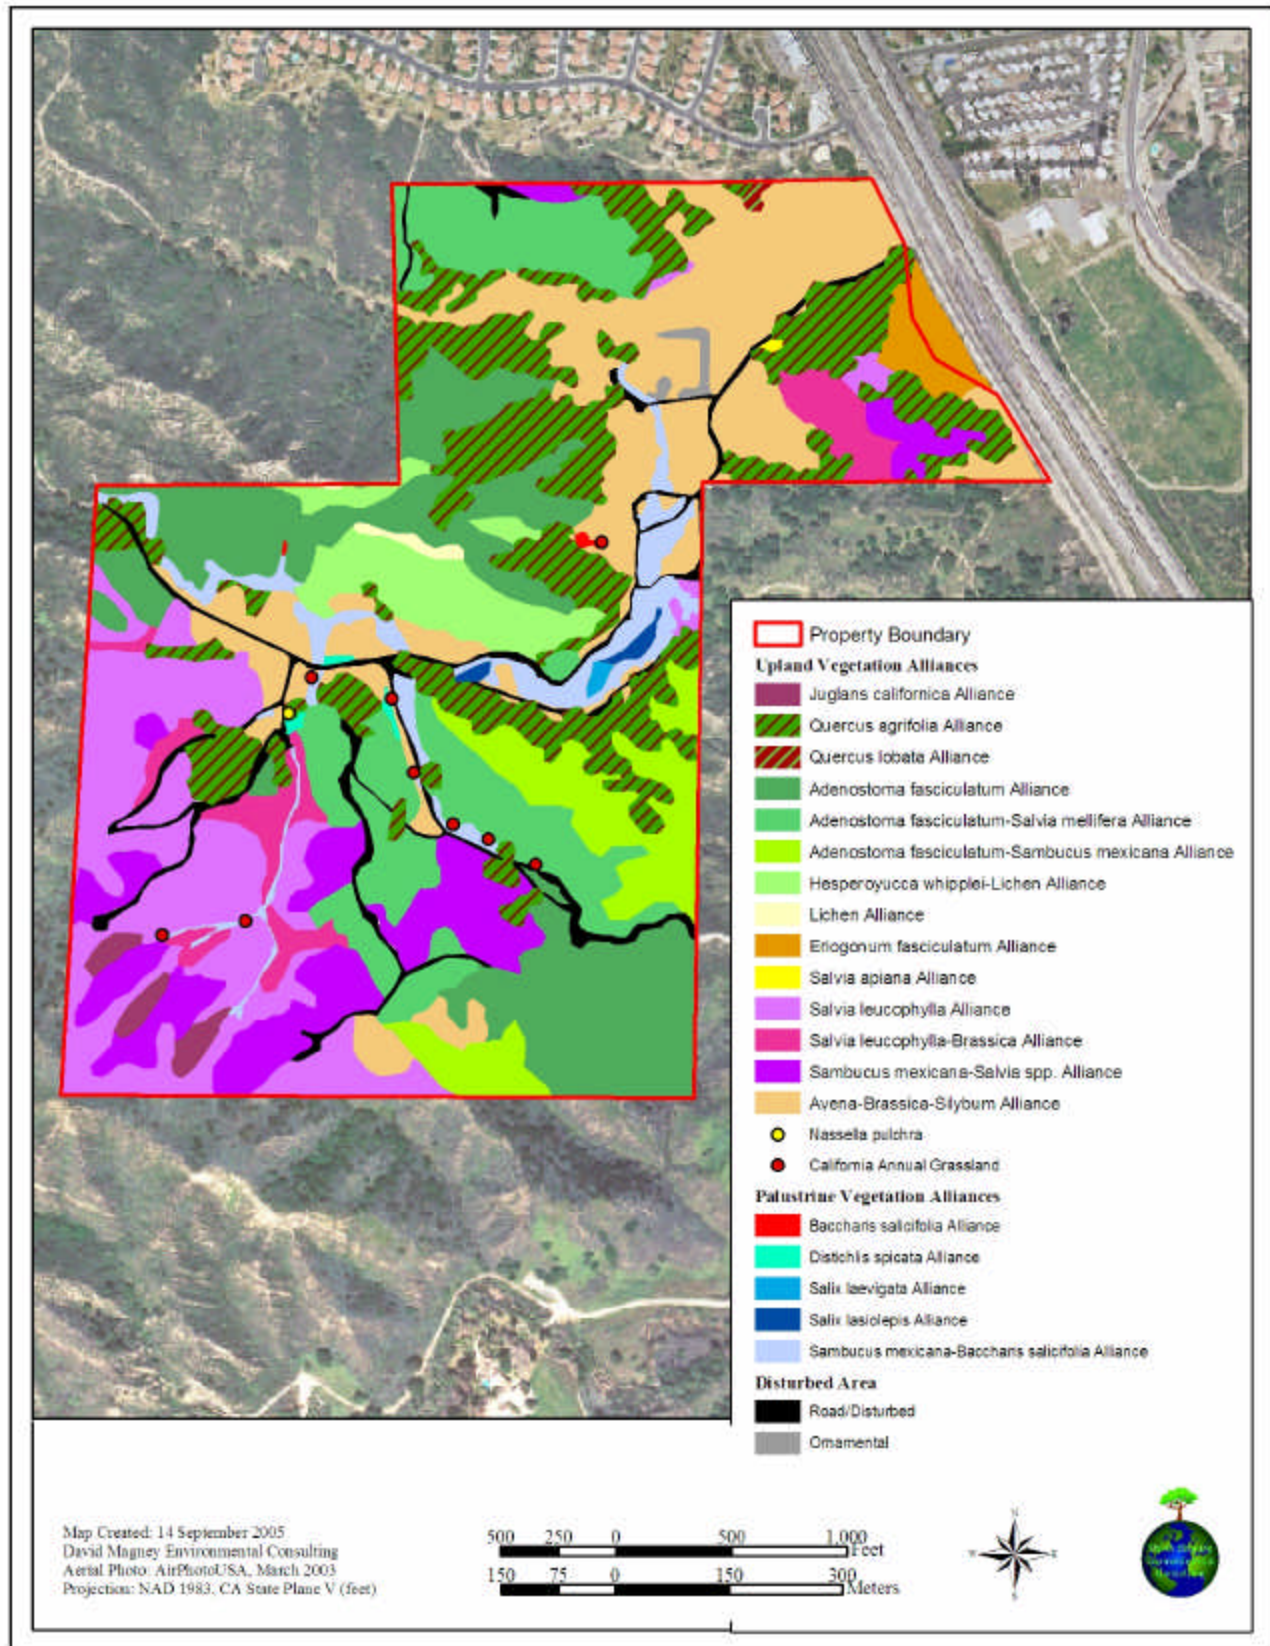 Property Boundary
Upland Vegetation Alliances
Juglans californica Alliance
Quercus agrifolia Alliance
Quercus lobata Alliance
Adenostoma fasciculatum Alliance
Adenostoma fasciculatum-Salvia mellifera Alliance
Adenostoma fasciculatum-Sambucus mexicana Alliance
Hesperoyucca whipplei-Lichen Alliance
Lichen Alliance
Eriogonum fasciculatum Alliance
Salvia apiana Alliance
Salvia leucophylla Alliance
Salvia leucophylla-Brassica Alliance
Sambucus mexicana-Salvia spp. Alliance
Avena-Brassica-Silybum Alliance
Nassella pulchra
California Annual Grassland
Palustrine Vegetation Alliances
Baccharis salicifolia Alliance
Distichlis spicata Alliance
Salix laevigata Alliance
Salix lasiolepis Alliance
Sambucus mexicana-Baccharis salicifolia Alliance
Disturbed Area
Road/Disturbed
Ornamental
Map Created: 14 September 2005
David Magney Environmental Consulting
Aerial Photo: AirPhotoUSA, March 2003
Projection: NAD 1983, CA State Plane V (feet)
500 250 0 500 1,000
Feet
150 75 0 150 300
Meters
N
W E
S